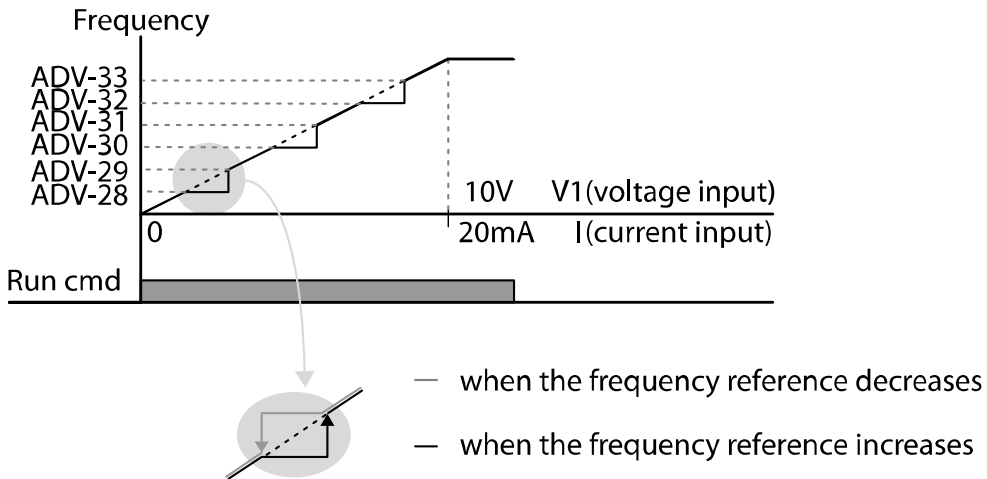 Frequency
ADV-33
ADV-32
ADV-31
ADV-30
ADV-29
ADV-28
10V V1(voltage input)
0 20mA I(current input)
Run cmd
when the frequency reference decreases
when the frequency reference increases